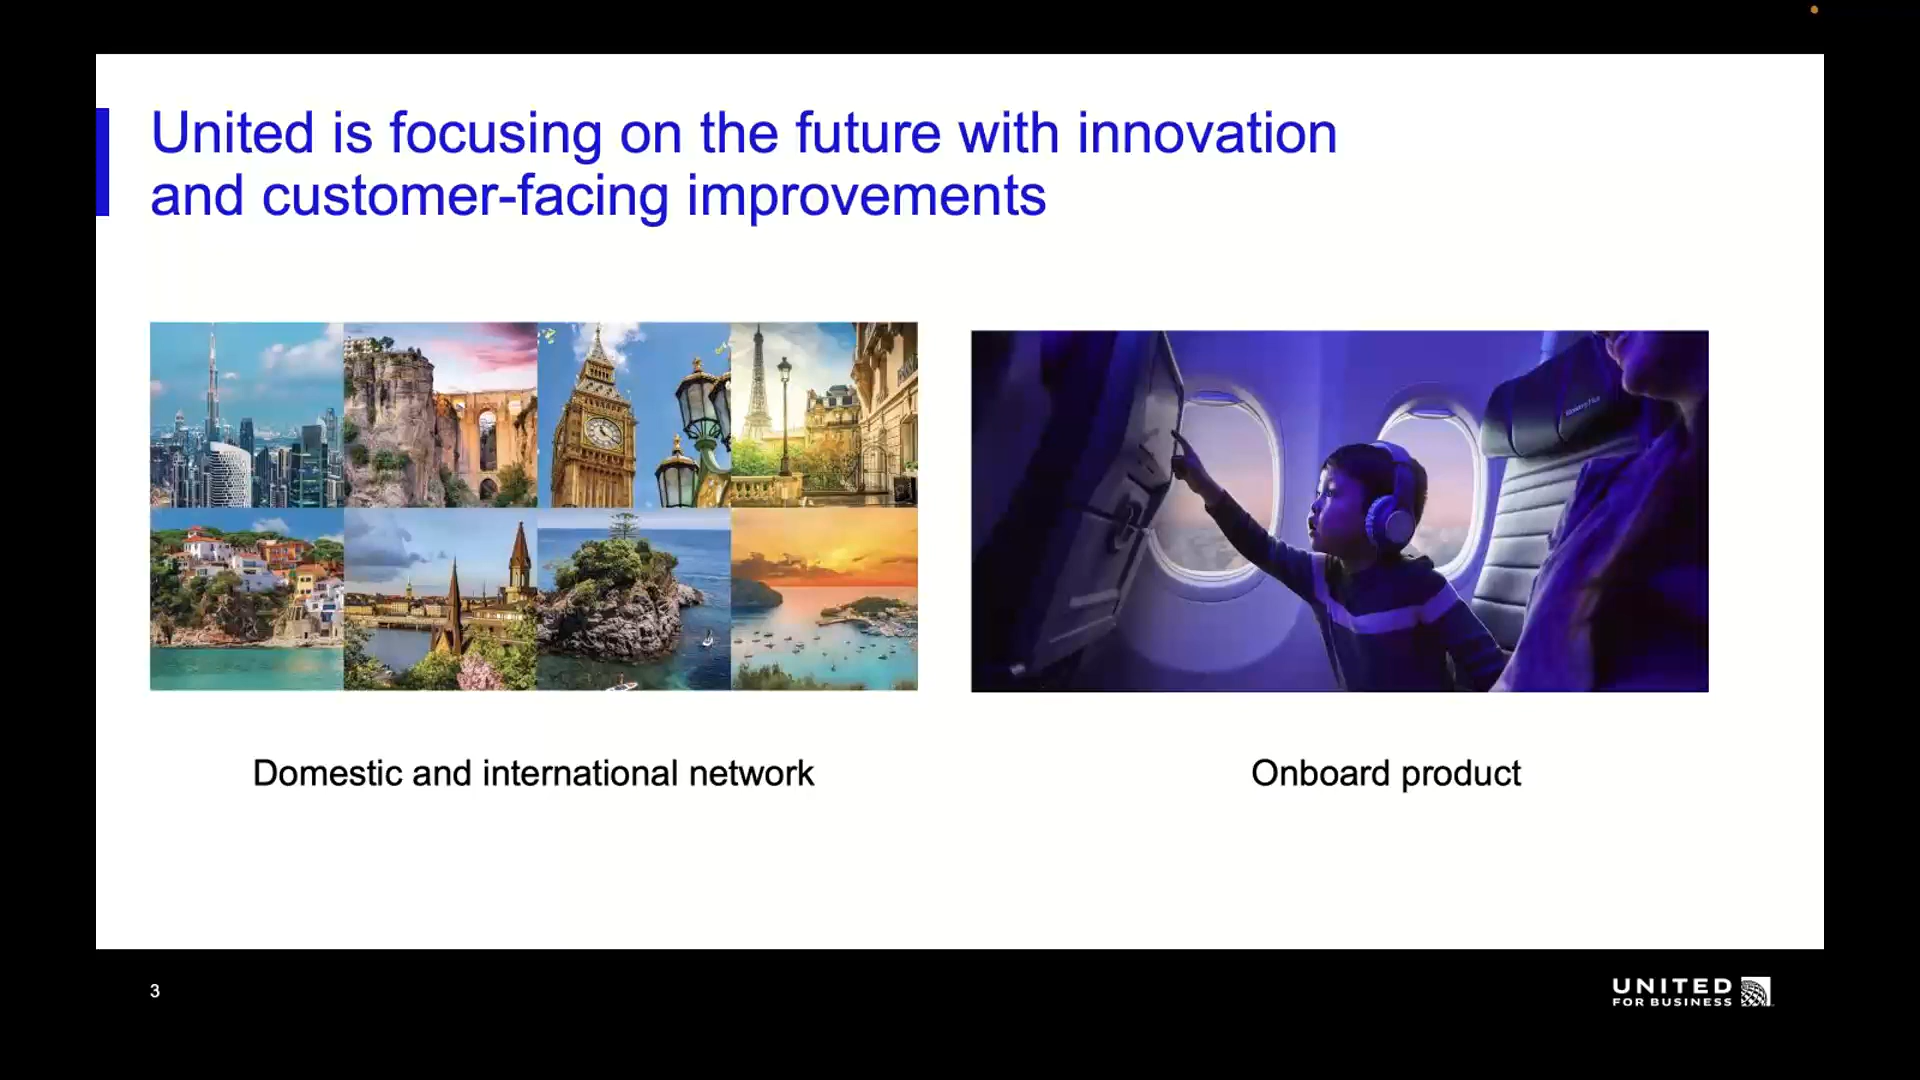 United is focusing on the future with innovation
and customer-facing improvements
Domestic and international network
Onboard product
3
UNITED
FOR BUSINESS